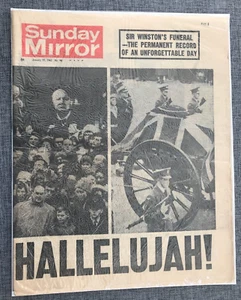 Sunday
Mirror
SIR WINSTON'S FUNERAL
—THE PERMANENT RECORD
OF AN UNFORGETTABLE DAY
HALLELUJAH!